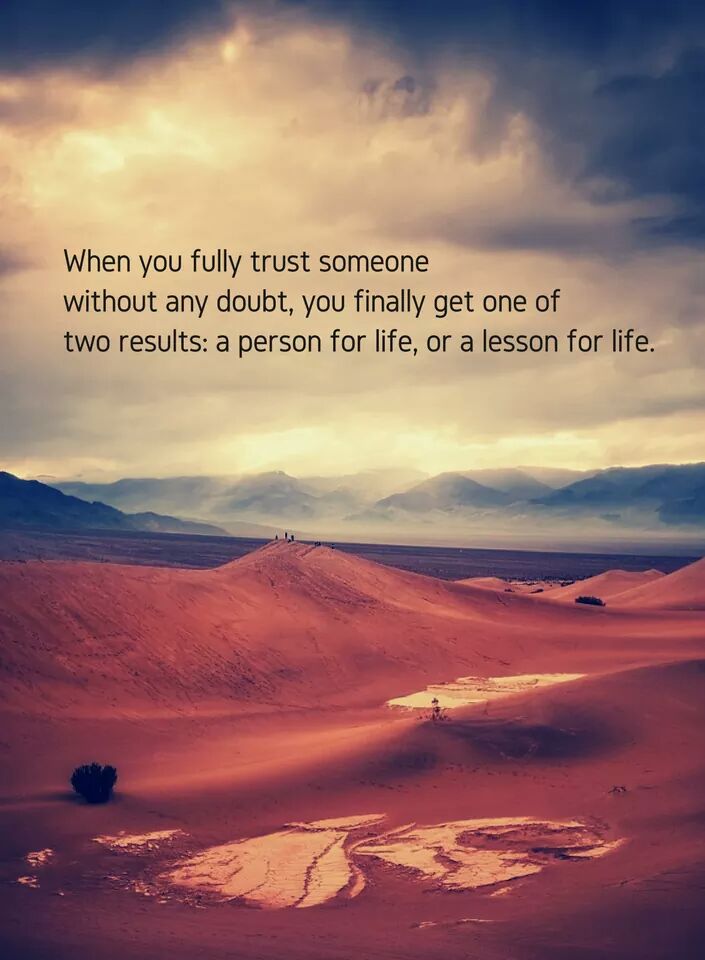 When you fully trust someone
without any doubt, you finally get one of
two results: a person for life, or a lesson for life.